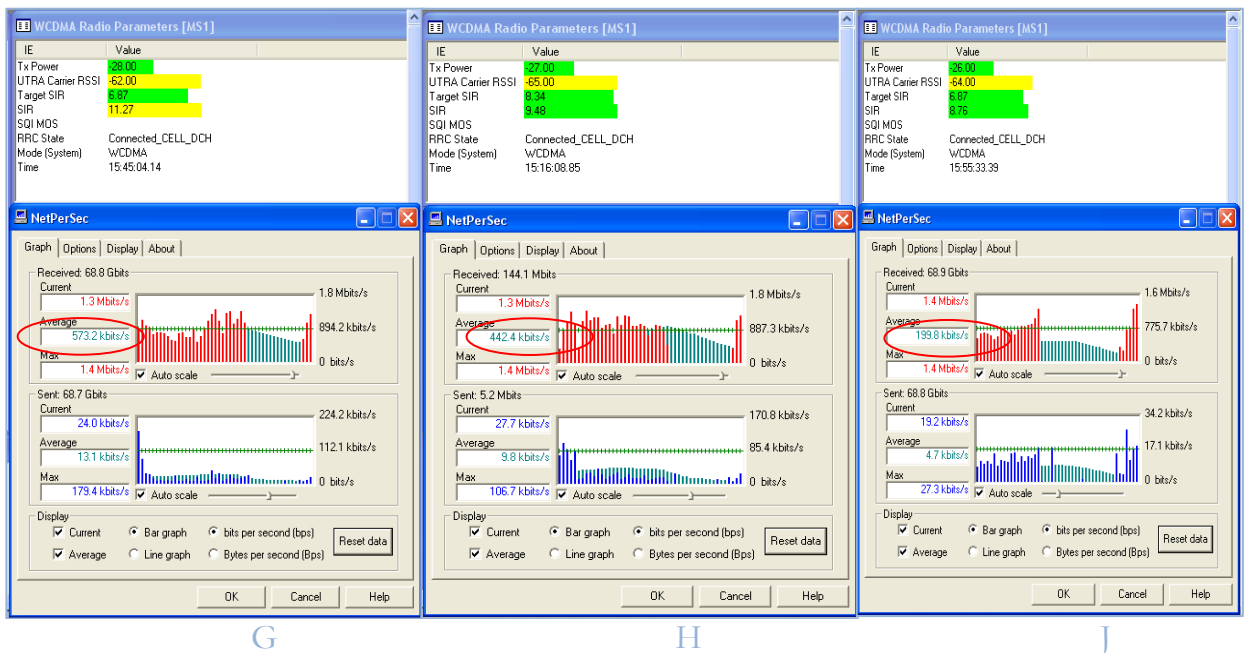 WCDMA Radio Parameters [MS1]
IE Value
Tx Power -28.00
UTRA Carrier RSSI -62.00
Target SIR 6.87
SIR 11.27
SQI MOS
RRC State Connected_CELL_DCH
Mode (System) WCDMA
Time 15:45:04.14
NetPerSec
Graph Options Display About
Received: 68.8 Gbits
Current
1.3 Mbits/s
1.8 Mbits/s
Average
573.2 kbits/s
894.2 kbits/s
Max
1.4 Mbits/s
0 bits/s
Auto scale
Sent: 68.7 Gbits
Current
24.0 kbits/s
224.2 kbits/s
Average
13.1 kbits/s
112.1 kbits/s
Max
179.4 kbits/s
0 bits/s
Auto scale
Display
Current Bar graph bits per second (bps)
Average Line graph Bytes per second (Bps)
Reset data
OK Cancel Help
G
WCDMA Radio Parameters [MS1]
IE Value
Tx Power -27.00
UTRA Carrier RSSI -65.00
Target SIR 8.34
SIR 9.48
SQI MOS
RRC State Connected_CELL_DCH
Mode (System) WCDMA
Time 15:16:08.85
NetPerSec
Graph Options Display About
Received: 144.1 Mbits
Current
1.3 Mbits/s
1.8 Mbits/s
Average
442.4 kbits/s
887.3 kbits/s
Max
1.4 Mbits/s
0 bits/s
Auto scale
Sent: 5.2 Mbits
Current
27.7 kbits/s
170.8 kbits/s
Average
9.8 kbits/s
85.4 kbits/s
Max
106.7 kbits/s
0 bits/s
Auto scale
Display
Current Bar graph bits per second (bps)
Average Line graph Bytes per second (Bps)
Reset data
OK Cancel Help
H
WCDMA Radio Parameters [MS1]
IE Value
Tx Power -26.00
UTRA Carrier RSSI -64.00
Target SIR 6.87
SIR 8.76
SQI MOS
RRC State Connected_CELL_DCH
Mode (System) WCDMA
Time 15:55:33.39
NetPerSec
Graph Options Display About
Received: 68.9 Gbits
Current
1.4 Mbits/s
1.6 Mbits/s
Average
199.8 kbits/s
775.7 kbits/s
Max
1.4 Mbits/s
0 bits/s
Auto scale
Sent: 68.8 Gbits
Current
19.2 kbits/s
34.2 kbits/s
Average
4.7 kbits/s
17.1 kbits/s
Max
27.3 kbits/s
0 bits/s
Auto scale
Display
Current Bar graph bits per second (bps)
Average Line graph Bytes per second (Bps)
Reset data
OK Cancel Help
J